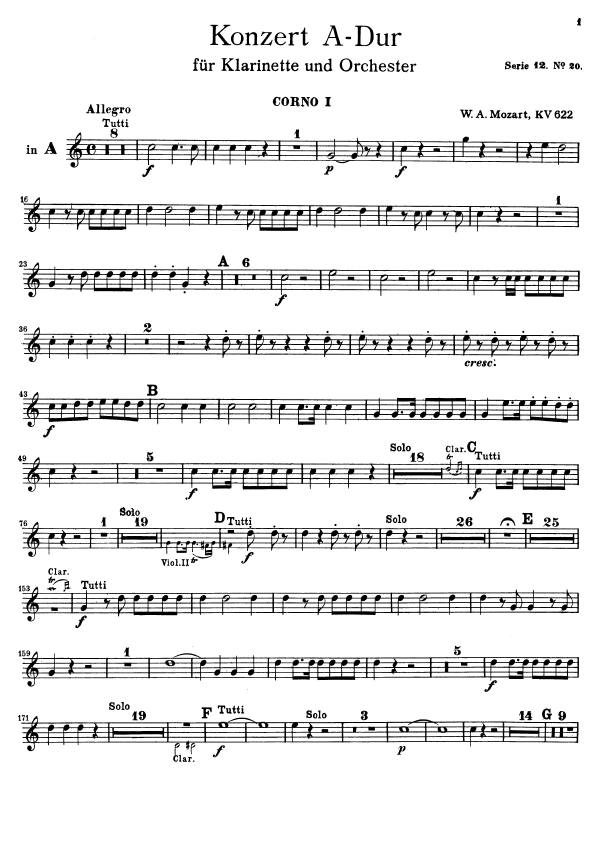 1
Konzert A-Dur
für Klarinette und Orchester
Serie 12. No 20.
CORNO I
W. A. Mozart, KV 622
Allegro
Tutti
in A
8 1
f p f
16 1
23 A 6
f
36 2
cresc.
43 B
f
49 5 Solo 18 Clar. C Tutti
f f
76 1 Solo 19 Viol. II D Tutti Solo 26 E 25
f
Clar.
153 Tutti
f
159 1 5
171 Solo 19 Clar. F Tutti Solo 3 14 G 9
f p